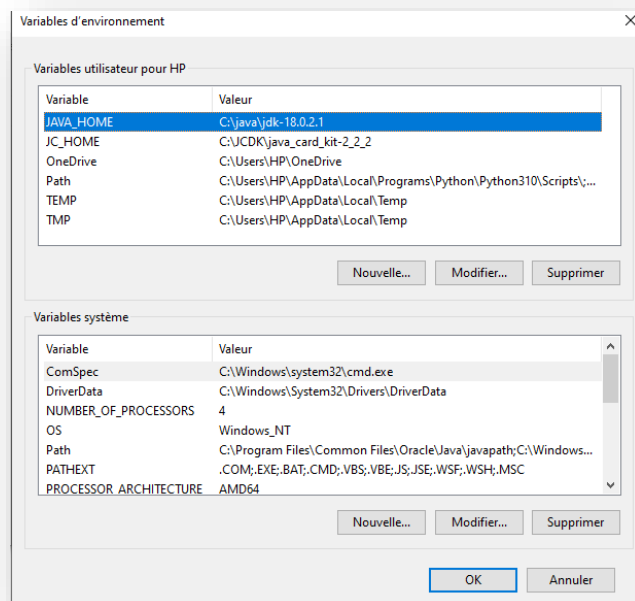 Variables d'environnement
Variables utilisateur pour HP
Variable Valeur
JAVA_HOME C:\java\jdk-18.0.2.1
JC_HOME C:\JCDK\java_card_kit-2_2_2
OneDrive C:\Users\HP\OneDrive
Path C:\Users\HP\AppData\Local\Programs\Python\Python310\Scripts\;...
TEMP C:\Users\HP\AppData\Local\Temp
TMP C:\Users\HP\AppData\Local\Temp
Nouvelle... Modifier... Supprimer
Variables système
Variable Valeur
ComSpec C:\Windows\system32\cmd.exe
DriverData C:\Windows\System32\Drivers\DriverData
NUMBER_OF_PROCESSORS 4
OS Windows_NT
Path C:\Program Files\Common Files\Oracle\Java\javapath;C:\Windows...
PATHEXT .COM;.EXE;.BAT;.CMD;.VBS;.VBE;.JS;.JSE;.WSF;.WSH;.MSC
PROCESSOR_ARCHITECTURE AMD64
Nouvelle... Modifier... Supprimer
OK Annuler